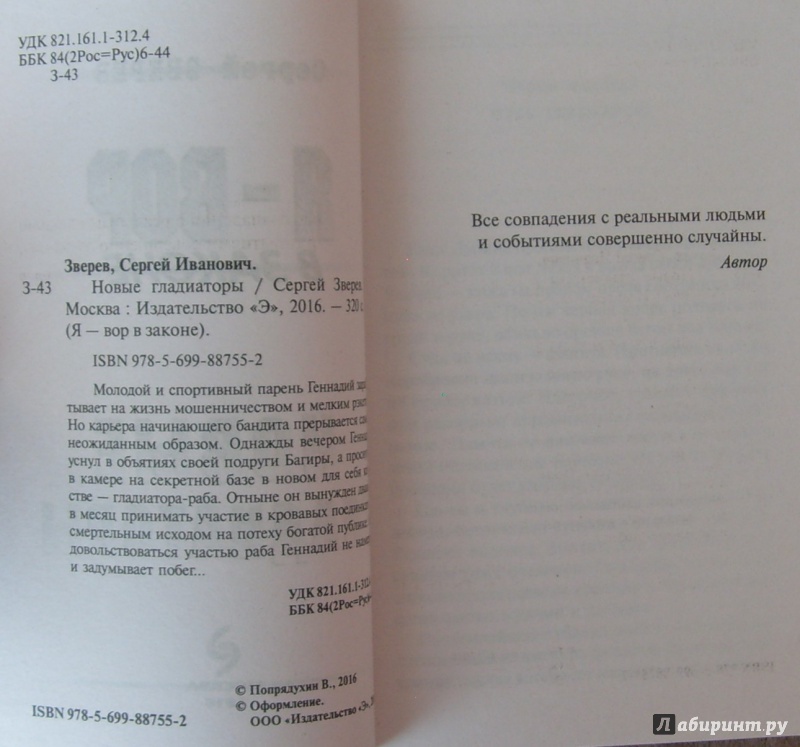 УДК 821.161.1-312.4
ББК 84(2Рос=Рус)6-44
З-43
Зверев, Сергей Иванович.
З-43 Новые гладиаторы / Сергей Зверев.
Москва : Издательство «Э», 2016. — 320 с.
(Я — вор в законе).
ISBN 978-5-699-88755-2
Молодой и спортивный парень Геннадий
тывает на жизнь мошенничеством и мелким
Но карьера начинающего бандита прерывается
неожиданным образом. Однажды вечером
уснул в объятиях своей подруги Багиры, а
в камере на секретной базе в новом для себя
стве — гладиатора-раба. Отныне он вынужден
в месяц принимать участие в кровавых
смертельным исходом на потеху богатой публике.
довольствоваться участью раба Геннадий не
и задумывает побег...
УДК 821.161.1-312.4
ББК 84(2Рос=Рус)
© Попрядухин В., 2016
© Оформление.
ООО «Издательство «Э»,
ISBN 978-5-699-88755-2
Все совпадения с реальными людьми
и событиями совершенно случайны.
Автор
Лабиринт.ру